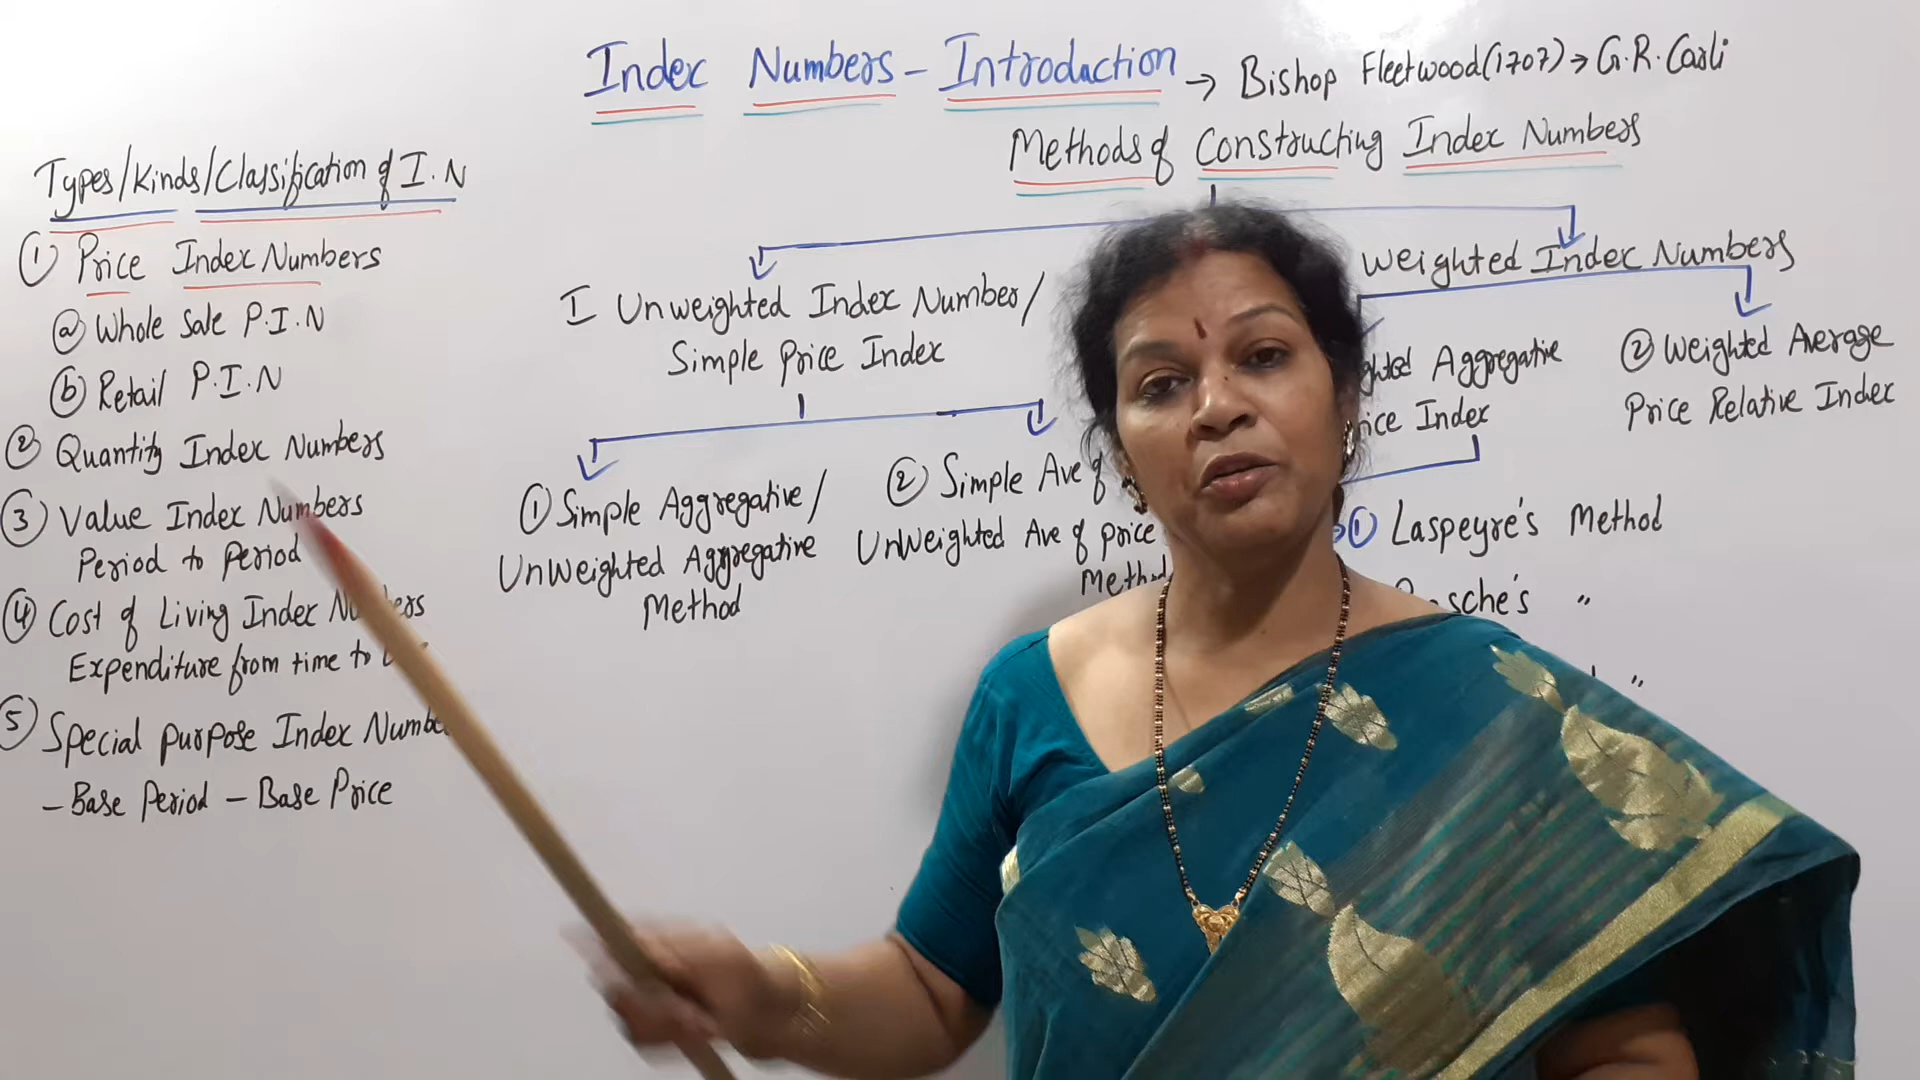 Index Numbers - Introduction → Bishop Fleetwood (1707) → G.R. Carli
Types/Kinds/Classification of I.N
① Price Index Numbers
ⓐ Whole Sale P.I.N
ⓑ Retail P.I.N
② Quantity Index Numbers
③ Value Index Numbers
Period to Period
④ Cost of Living Index Numbers
Expenditure from time to
⑤ Special purpose Index Number
- Base Period - Base Price
Methods of Constructing Index Numbers
I Unweighted Index Number/
Simple Price Index
① Simple Aggregative/
UnWeighted Aggregative
Method
② Simple Ave of
UnWeighted Ave of price
Method
Weighted Index Numbers
Aggregative
Index
① Laspeyre's Method
"
"
② Weighted Average
Price Relative Index